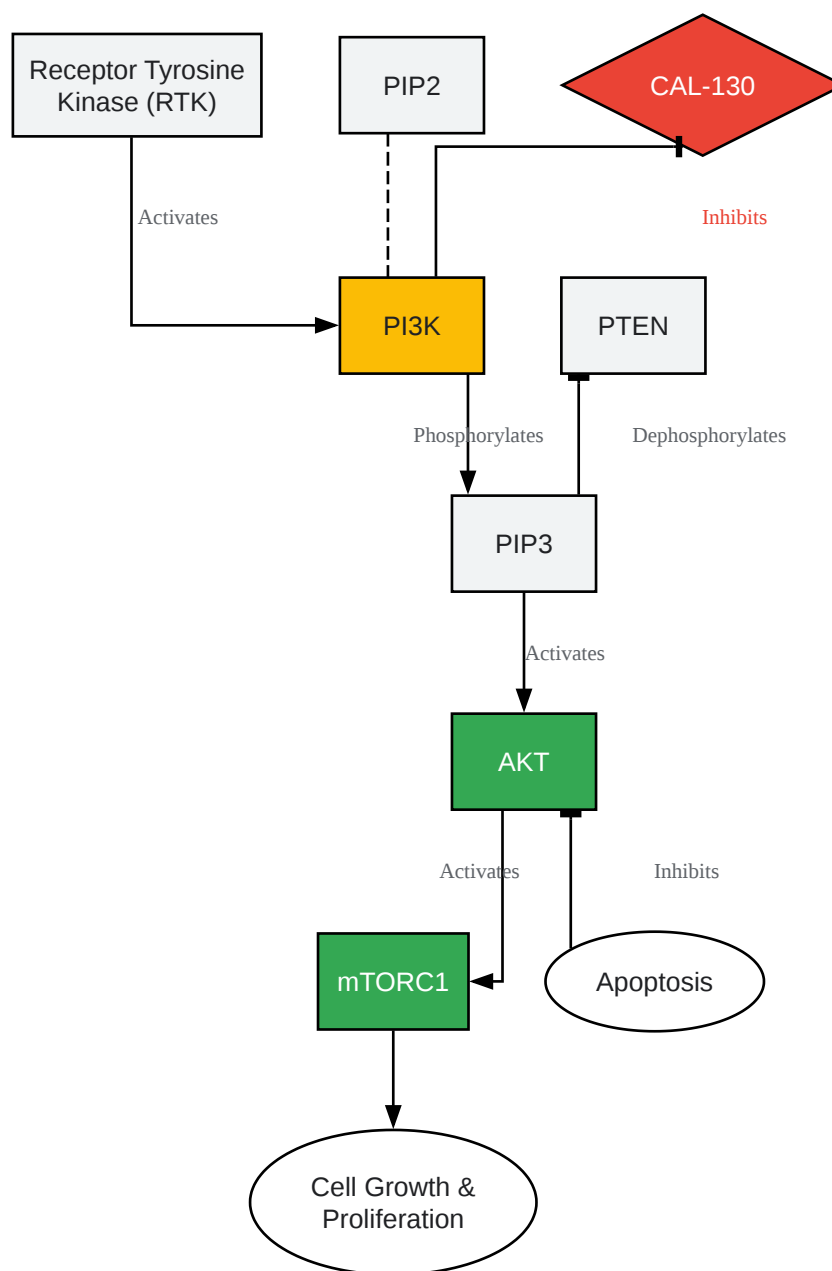 Receptor Tyrosine
Kinase (RTK)
PIP2
CAL-130
Activates
Inhibits
PI3K
PTEN
Phosphorylates
Dephosphorylates
PIP3
Activates
AKT
Activates
Inhibits
mTORC1
Apoptosis
Cell Growth &
Proliferation